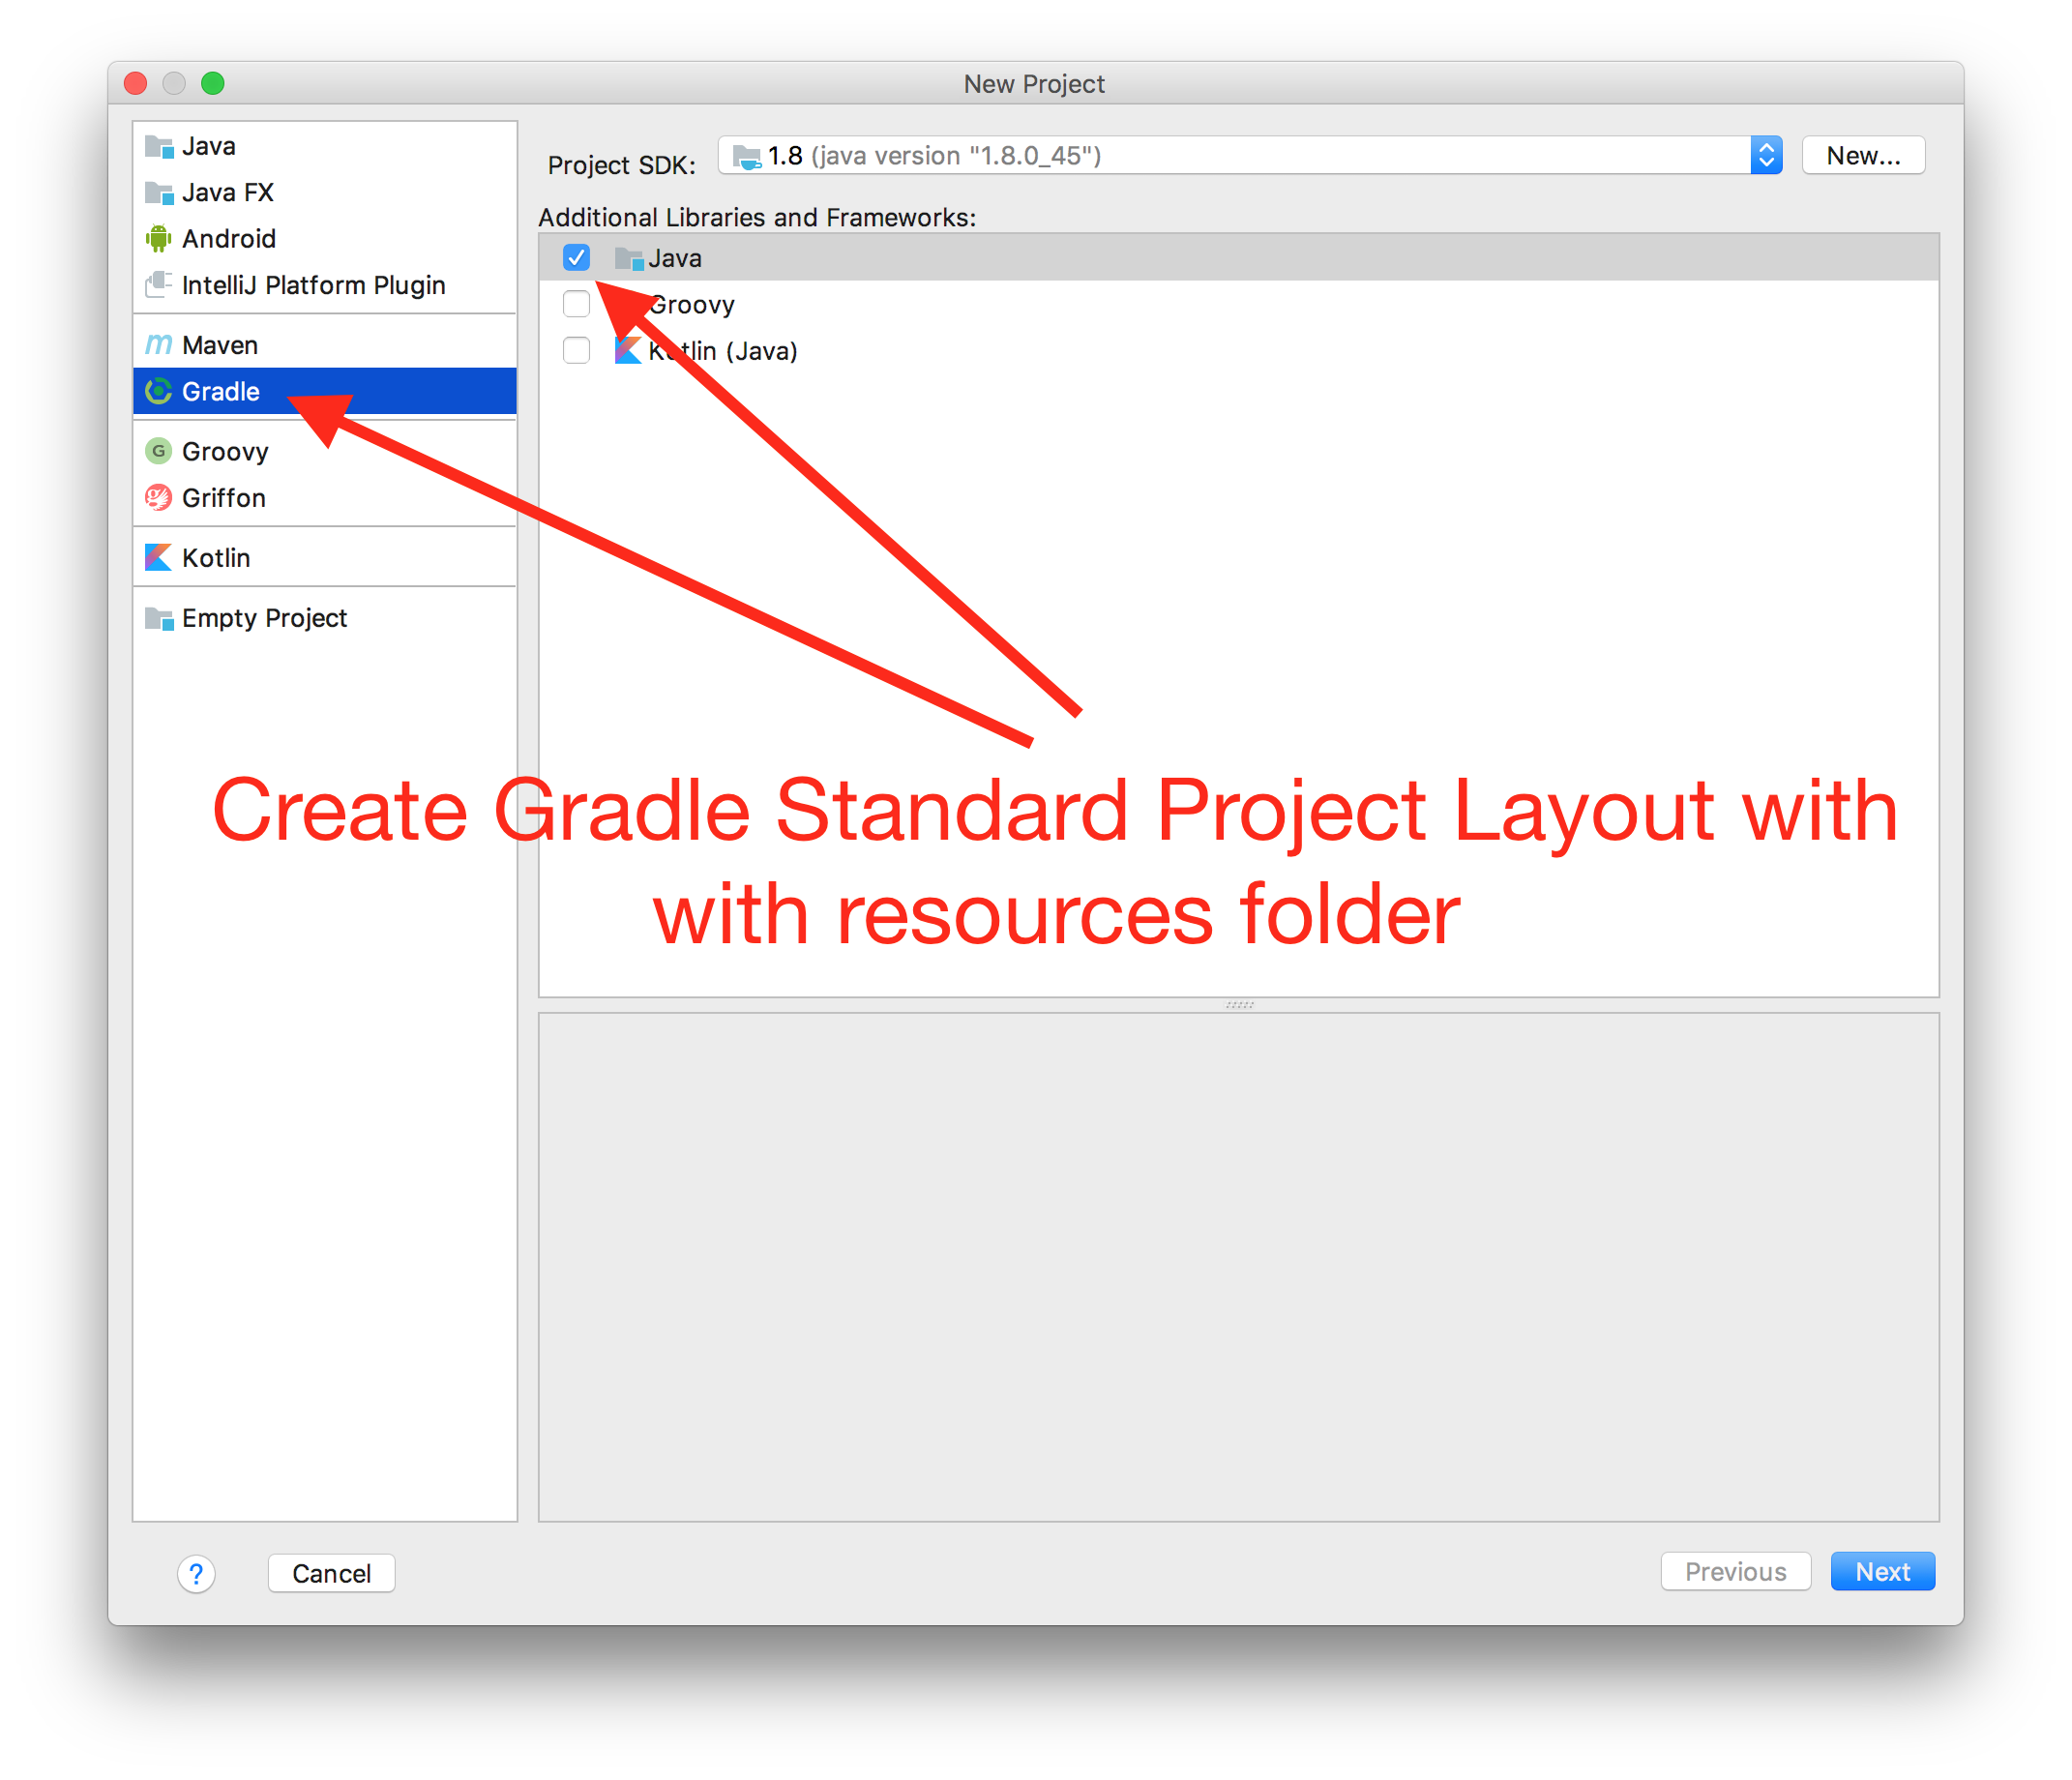 New Project
Java
Java FX
Android
IntelliJ Platform Plugin
Maven
Gradle
Groovy
Griffon
Kotlin
Empty Project
Project SDK:
1.8 (java version "1.8.0_45")
New...
Additional Libraries and Frameworks:
Java
Groovy
Kotlin (Java)
Create Gradle Standard Project Layout with
with resources folder
?
Cancel
Previous
Next